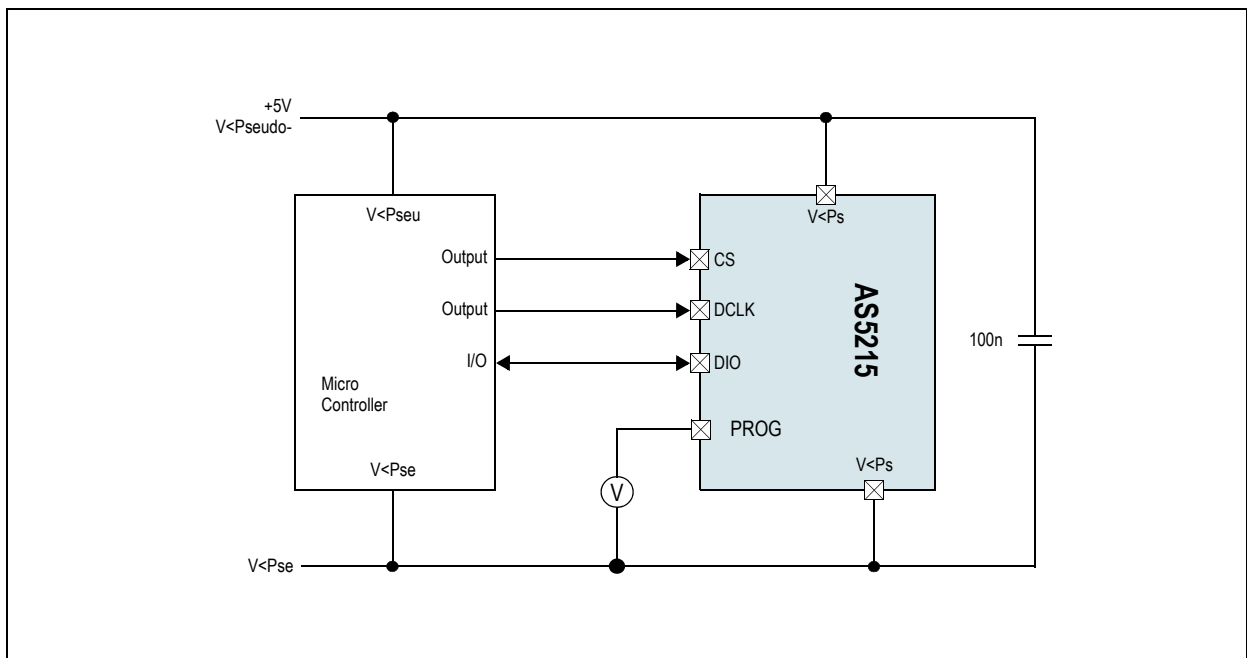 +5V
V<Pseudo-
V<Pseu
V<Ps
Output
CS
Output
DCLK
I/O
DIO
AS5215
100n
Micro
Controller
PROG
V<Pse
V<Ps
V
V<Pse